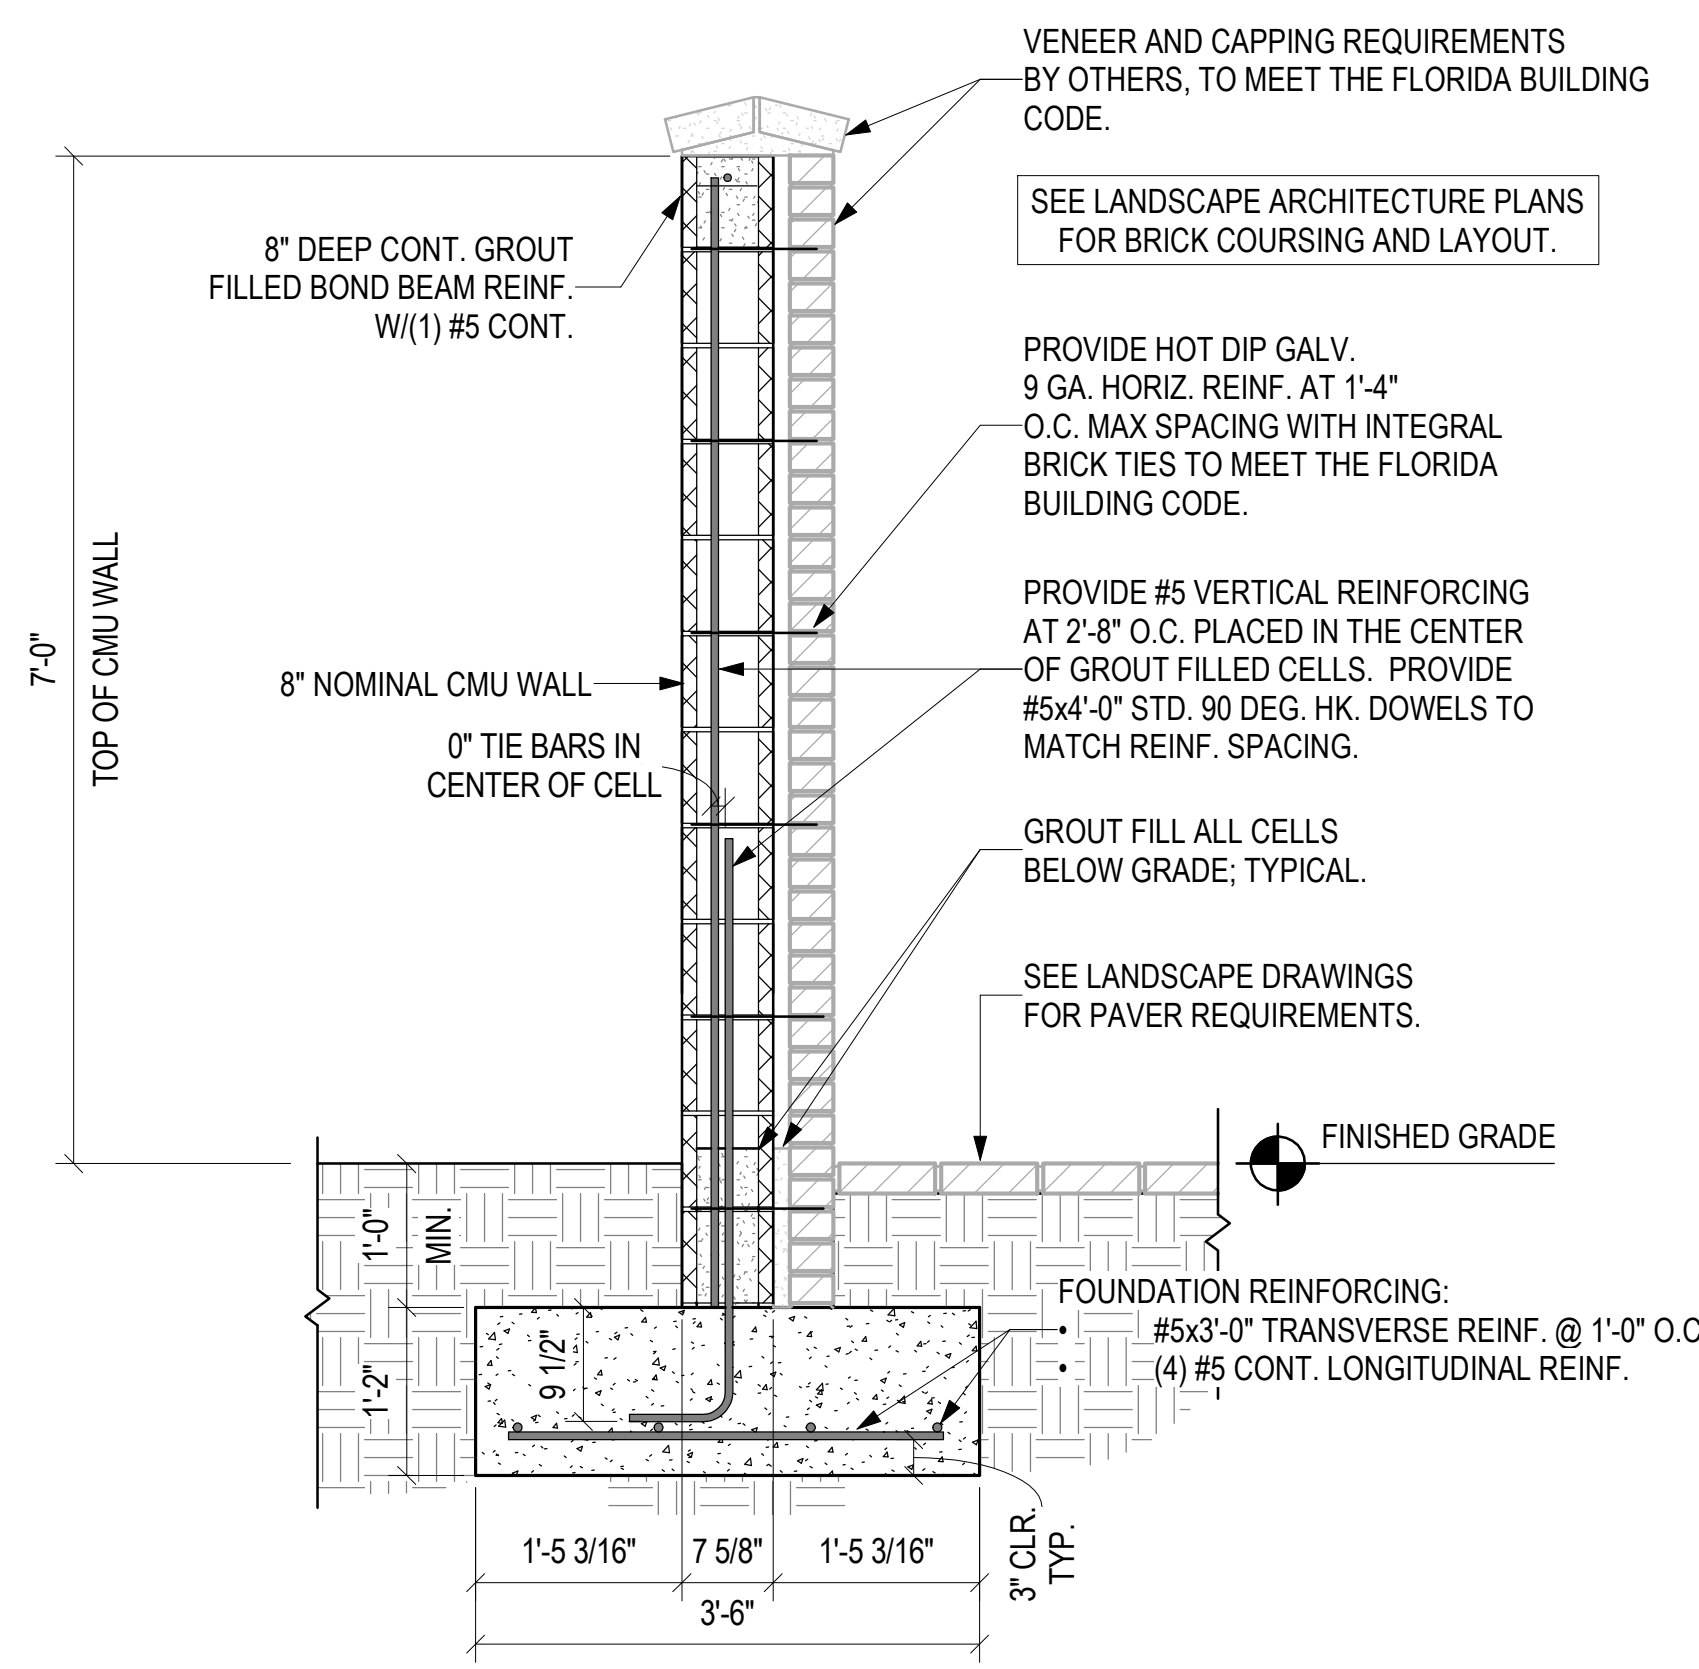 VENEER AND CAPPING REQUIREMENTS
BY OTHERS, TO MEET THE FLORIDA BUILDING
CODE.
SEE LANDSCAPE ARCHITECTURE PLANS
FOR BRICK COURSING AND LAYOUT.
8" DEEP CONT. GROUT
FILLED BOND BEAM REINF.
W/(1) #5 CONT.
PROVIDE HOT DIP GALV.
9 GA. HORIZ. REINF. AT 1'-4"
O.C. MAX SPACING WITH INTEGRAL
BRICK TIES TO MEET THE FLORIDA
BUILDING CODE.
7'-0"
TOP OF CMU WALL
PROVIDE #5 VERTICAL REINFORCING
AT 2'-8" O.C. PLACED IN THE CENTER
OF GROUT FILLED CELLS. PROVIDE
#5x4'-0" STD. 90 DEG. HK. DOWELS TO
MATCH REINF. SPACING.
8" NOMINAL CMU WALL
0" TIE BARS IN
CENTER OF CELL
GROUT FILL ALL CELLS
BELOW GRADE; TYPICAL.
SEE LANDSCAPE DRAWINGS
FOR PAVER REQUIREMENTS.
FINISHED GRADE
1'-0"
MIN.
1'-2"
9 1/2"
FOUNDATION REINFORCING:
• #5x3'-0" TRANSVERSE REINF. @ 1'-0" O.C
• (4) #5 CONT. LONGITUDINAL REINF.
3" CLR.
TYP.
1'-5 3/16"
7 5/8"
1'-5 3/16"
3'-6"